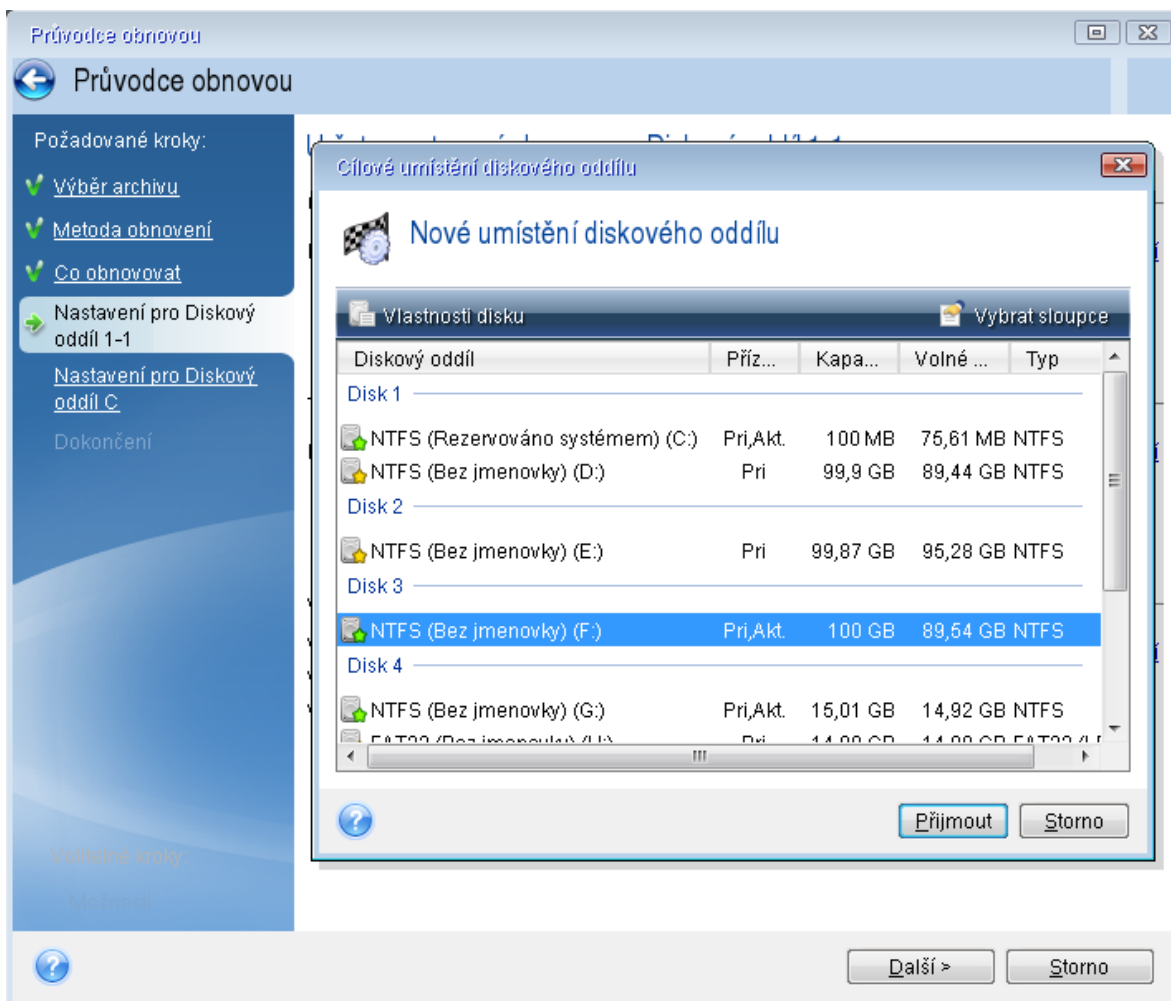 Průvodce obnovou
Průvodce obnovou
Požadované kroky:
Výběr archivu
Metoda obnovení
Co obnovovat
Nastavení pro Diskový
oddíl 1-1
Nastavení pro Diskový
oddíl C
Dokončení
Volitelné kroky:
Možnosti
Cílové umístění diskového oddílu
Nové umístění diskového oddílu
Vlastnosti disku Vybrat sloupce
Diskový oddíl Příz... Kapa... Volné ... Typ
Disk 1
NTFS (Rezervováno systémem) (C:) Pri,Akt. 100 MB 75,61 MB NTFS
NTFS (Bez jmenovky) (D:) Pri 99,9 GB 89,44 GB NTFS
Disk 2
NTFS (Bez jmenovky) (E:) Pri 99,87 GB 95,28 GB NTFS
Disk 3
NTFS (Bez jmenovky) (F:) Pri,Akt. 100 GB 89,54 GB NTFS
Disk 4
NTFS (Bez jmenovky) (G:) Pri,Akt. 15,01 GB 14,92 GB NTFS
Přijmout Storno
Další > Storno